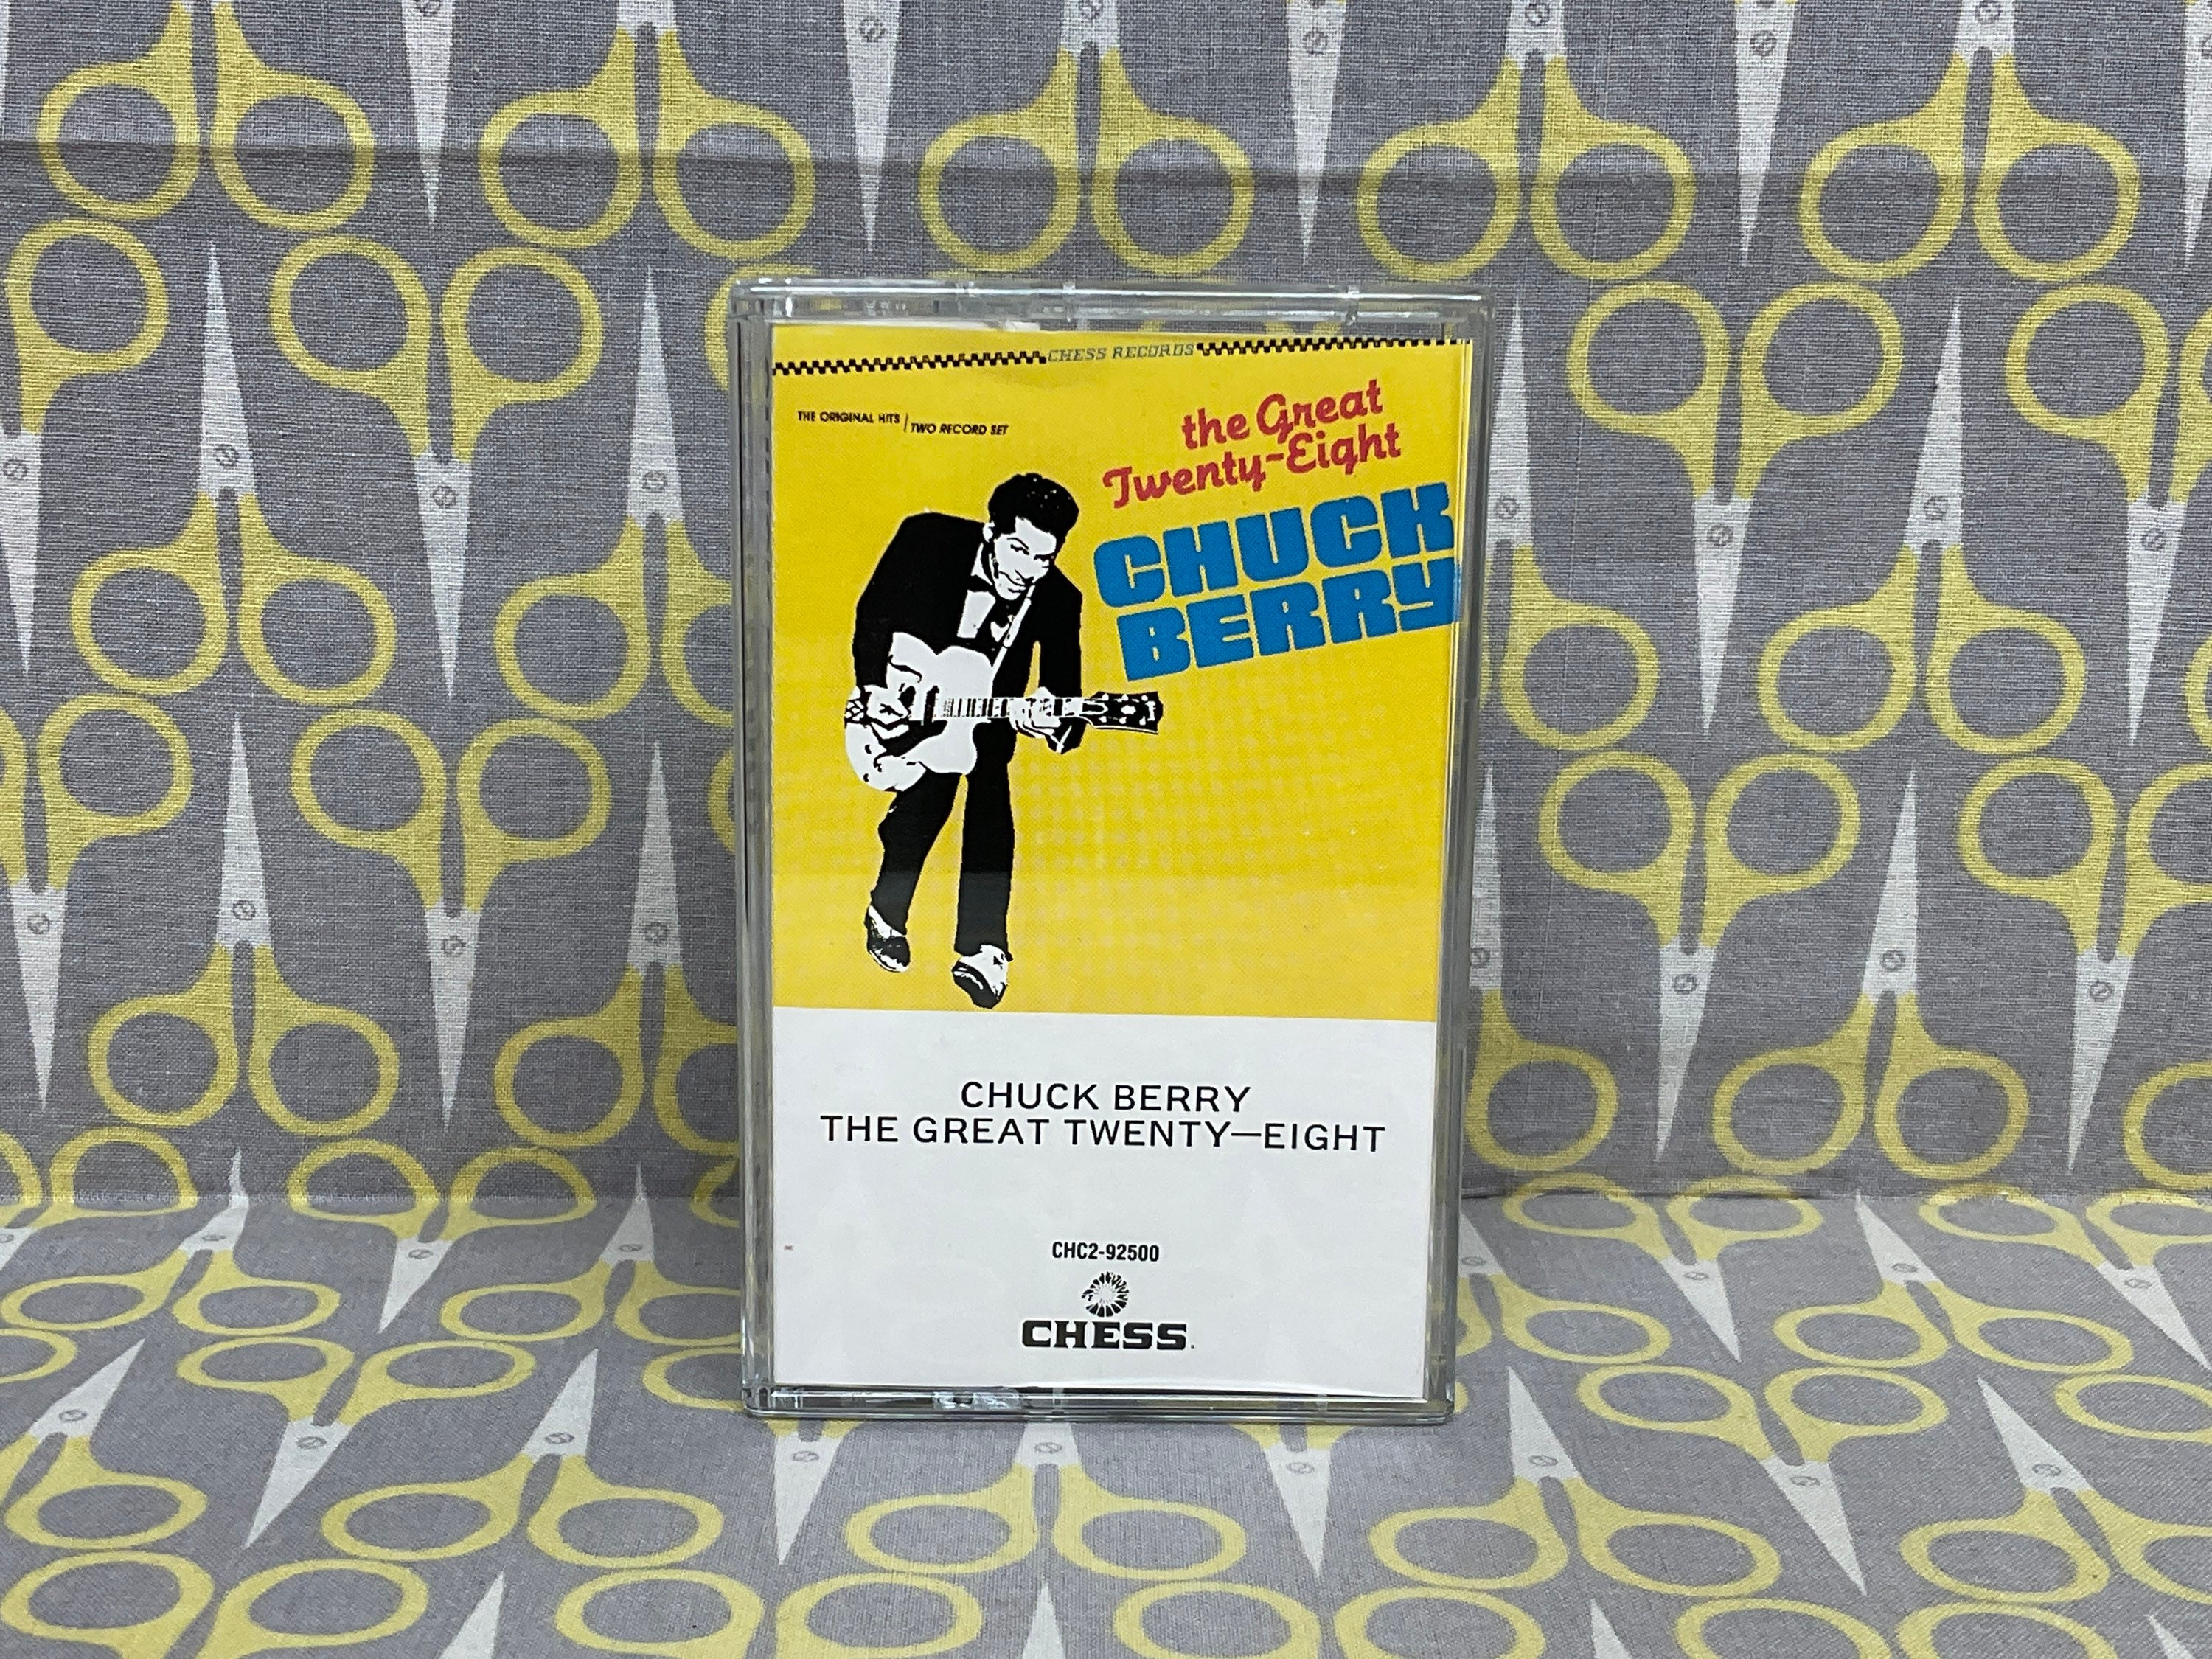 CHESS RECORDS
THE ORIGINAL HITS / TWO RECORD SET
the Great
Twenty-Eight
CHUCK
BERRY
CHUCK BERRY
THE GREAT TWENTY—EIGHT
CHC2-92500
CHESS.